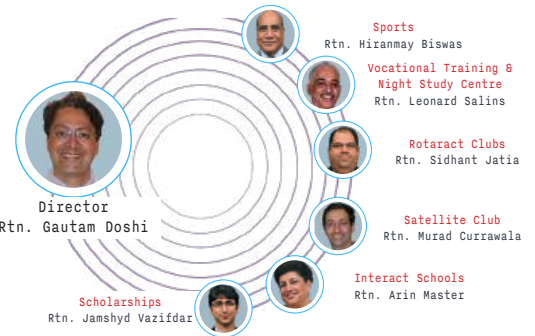 Sports
Rtn. Hiranmay Biswas
Vocational Training &
Night Study Centre
Rtn. Leonard Salins
Rotaract Clubs
Rtn. Sidhant Jatia
Director
Rtn. Gautam Doshi
Satellite Club
Rtn. Murad Currawala
Interact Schools
Rtn. Arin Master
Scholarships
Rtn. Jamshyd Vazifdar